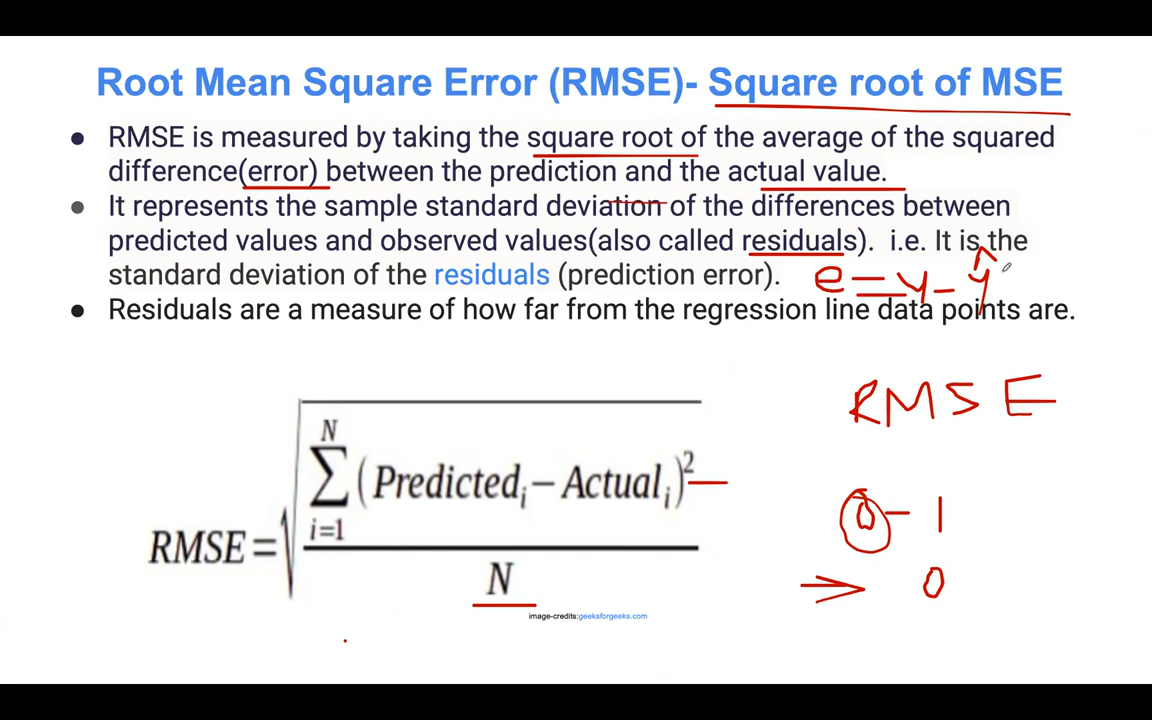 Root Mean Square Error (RMSE)- Square root of MSE
● RMSE is measured by taking the square root of the average of the squared
difference(error) between the prediction and the actual value.
● It represents the sample standard deviation of the differences between
predicted values and observed values(also called residuals). i.e. It is the
standard deviation of the residuals (prediction error).
e = y - ŷ
● Residuals are a measure of how far from the regression line data points are.
RMSE
RMSE = √(∑_{i=1}^{N} (Predicted_i − Actual_i)² / N)
0 - 1
⇒ 0
image-credits:geeksforgeeks.com